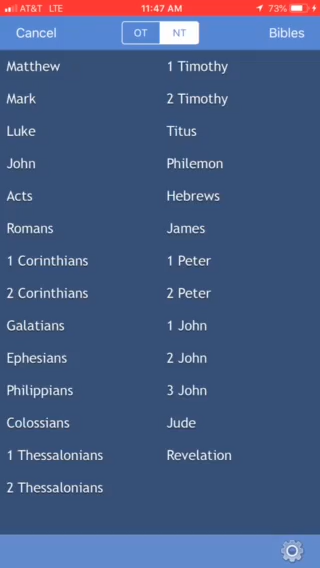 AT&T LTE 11:47 AM 73%
Cancel OT NT Bibles
Matthew
Mark
Luke
John
Acts
Romans
1 Corinthians
2 Corinthians
Galatians
Ephesians
Philippians
Colossians
1 Thessalonians
2 Thessalonians
1 Timothy
2 Timothy
Titus
Philemon
Hebrews
James
1 Peter
2 Peter
1 John
2 John
3 John
Jude
Revelation